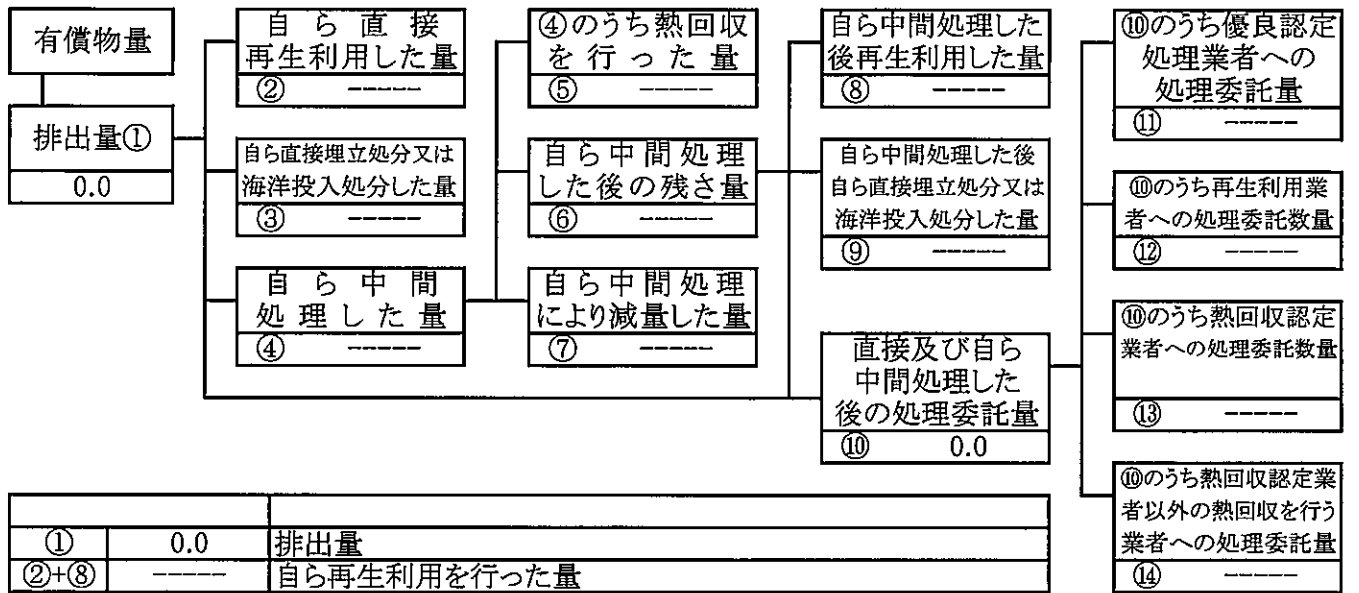 有償物量
排出量①
0.0
自ら直接
再生利用した量
② -----
自ら直接埋立処分又は
海洋投入処分した量
③ -----
自ら中間
処理した量
④ -----
④のうち熱回収
を行った量
⑤ -----
自ら中間処理
した後の残さ量
⑥ -----
自ら中間処理
により減量した量
⑦ -----
自ら中間処理した
後再生利用した量
⑧ -----
自ら中間処理した後
自ら直接埋立処分又は
海洋投入処分した量
⑨ -----
直接及び自ら
中間処理した
後の処理委託量
⑩ 0.0
⑩のうち優良認定
処理業者への
処理委託量
⑪ -----
⑩のうち再生利用業
者への処理委託数量
⑫ -----
⑩のうち熱回収認定
業者への処理委託数量
⑬ -----
⑩のうち熱回収認定業
者以外の熱回収を行う
業者への処理委託量
⑭ -----
① 0.0 排出量
②+⑧ ----- 自ら再生利用を行った量